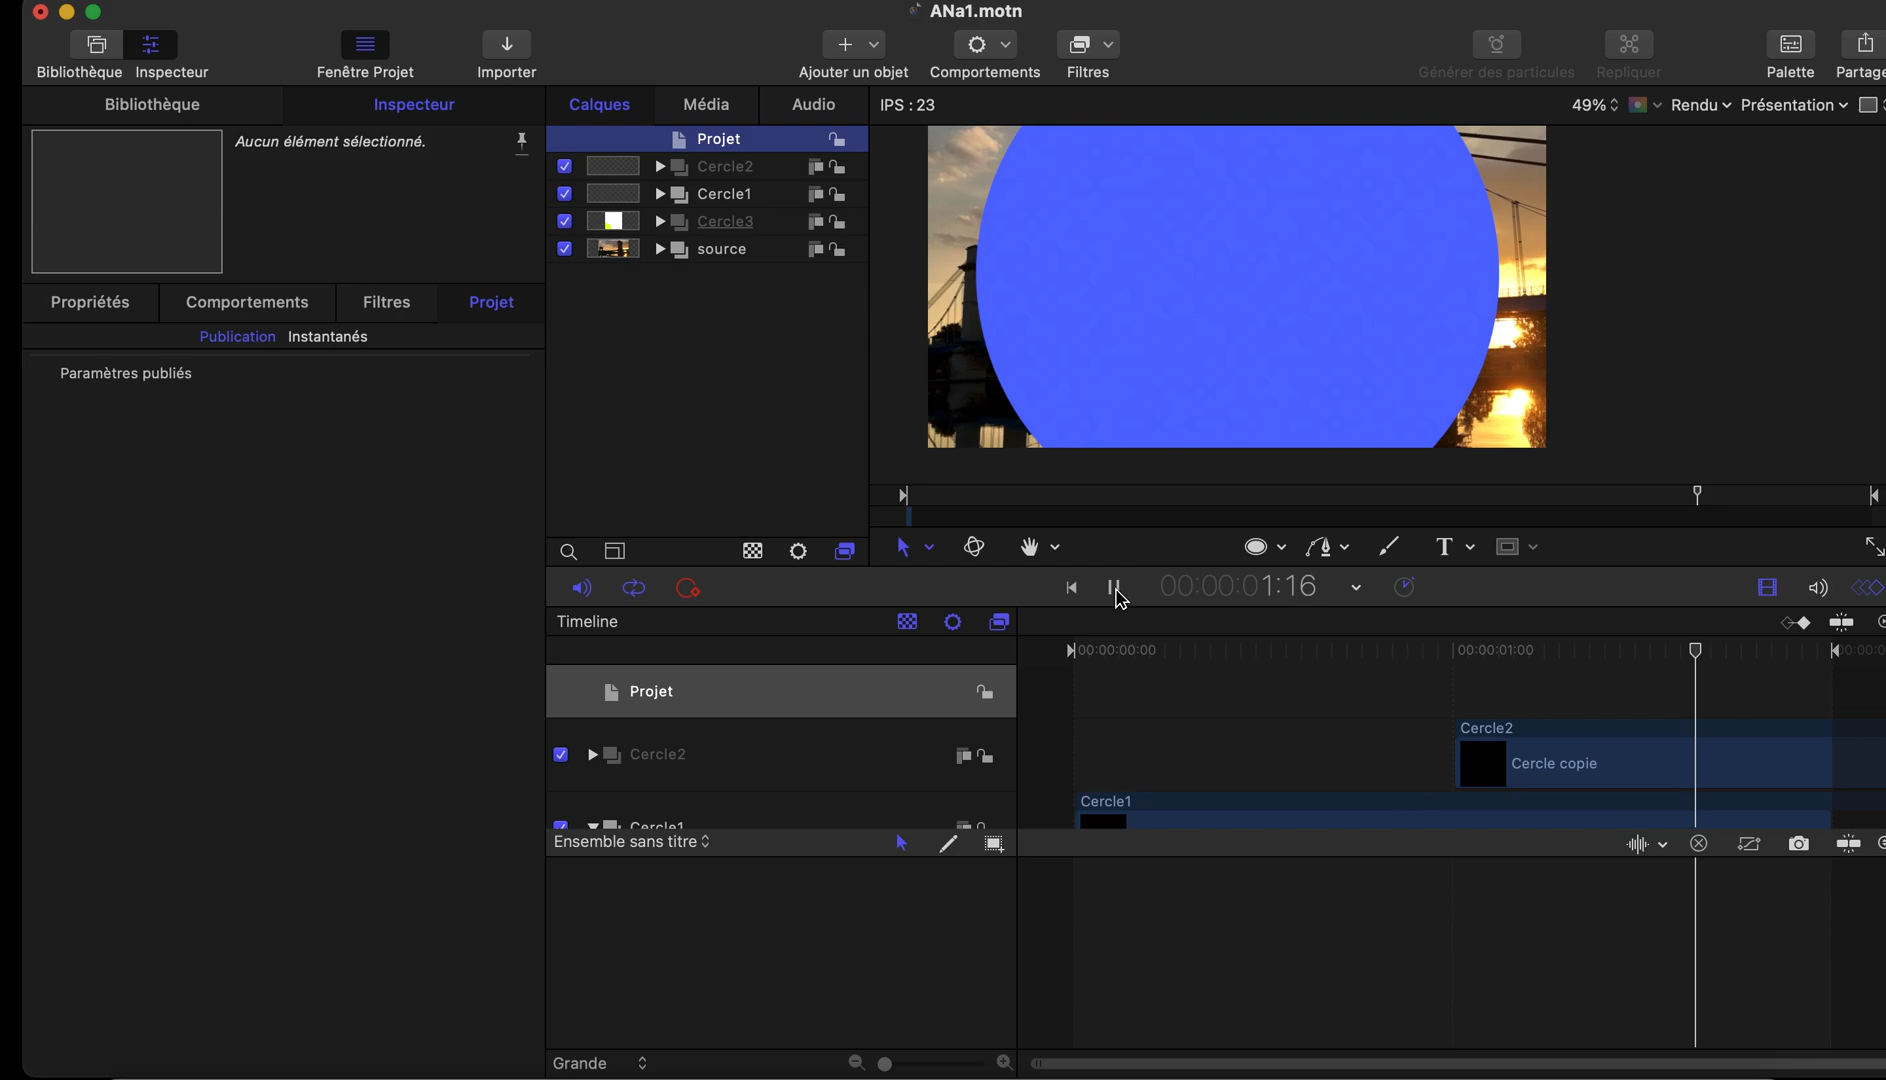 ANa1.motn
Bibliothèque Inspecteur
Fenêtre Projet
Importer
Ajouter un objet
Comportements
Filtres
Générer des particules
Repliquer
Palette
Partage
Bibliothèque
Inspecteur
Calques
Média
Audio
IPS : 23
49%
Rendu
Présentation
Aucun élément sélectionné.
Projet
Cercle2
Cercle1
Cercle3
source
Propriétés
Comportements
Filtres
Projet
Publication Instantanés
Paramètres publiés
T
00:00:01:16
Timeline
00:00:00:00
00:00:01:00
Projet
Cercle2
Cercle2
Cercle copie
Cercle1
Cercle1
Ensemble sans titre
Grande